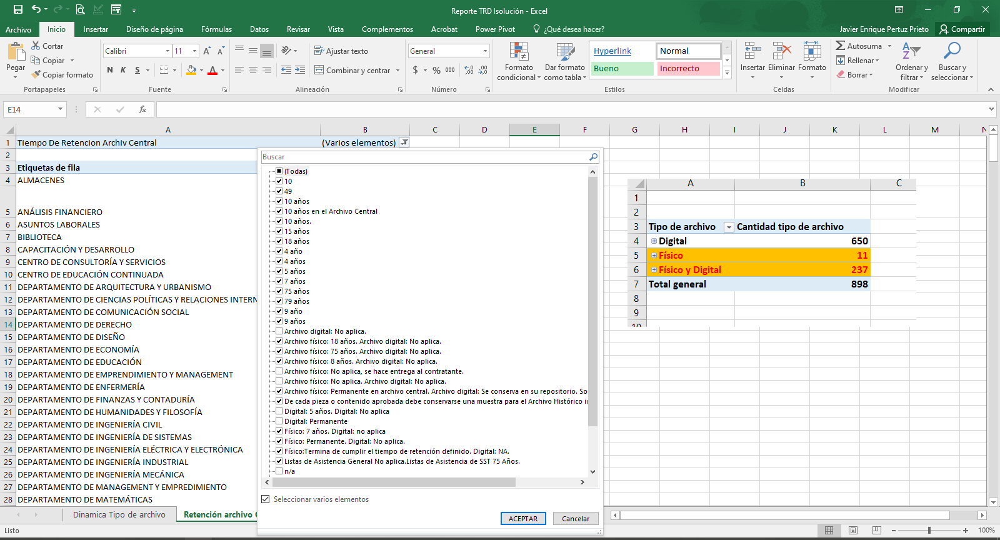 Reporte TRD Isolución - Excel
Archivo Inicio Insertar Diseño de página Fórmulas Datos Revisar Vista Complementos Acrobat Power Pivot ¿Qué desea hacer? Javier Enrique Pertuz Prieto Compartir
Pegar
Cortar
Copiar
Copiar formato
Portapapeles
Calibri 11
N K S
Fuente
Ajustar texto
Combinar y centrar
Alineación
General
$ % 000
Número
Formato condicional
Dar formato como tabla
Hyperlink Normal
Bueno Incorrecto
Estilos
Insertar Eliminar Formato
Celdas
Autosuma
Rellenar
Borrar
Ordenar y filtrar
Buscar y seleccionar
Modificar
E14 fx
A B C D E F G H I J K L M N
1 Tiempo De Retencion Archiv Central (Varios elementos)
2
3 Etiquetas de fila
4 ALMACENES
5 ANÁLISIS FINANCIERO
6 ASUNTOS LABORALES
7 BIBLIOTECA
8 CAPACITACIÓN Y DESARROLLO
9 CENTRO DE CONSULTORÍA Y SERVICIOS
10 CENTRO DE EDUCACIÓN CONTINUADA
11 DEPARTAMENTO DE ARQUITECTURA Y URBANISMO
12 DEPARTAMENTO DE CIENCIAS POLÍTICAS Y RELACIONES INTERN
13 DEPARTAMENTO DE COMUNICACIÓN SOCIAL
14 DEPARTAMENTO DE DERECHO
15 DEPARTAMENTO DE DISEÑO
16 DEPARTAMENTO DE ECONOMÍA
17 DEPARTAMENTO DE EDUCACIÓN
18 DEPARTAMENTO DE EMPRENDIMIENTO Y MANAGEMENT
19 DEPARTAMENTO DE ENFERMERÍA
20 DEPARTAMENTO DE FINANZAS Y CONTADURÍA
21 DEPARTAMENTO DE HUMANIDADES Y FILOSOFÍA
22 DEPARTAMENTO DE INGENIERÍA CIVIL
23 DEPARTAMENTO DE INGENIERÍA DE SISTEMAS
24 DEPARTAMENTO DE INGENIERÍA ELÉCTRICA Y ELECTRÓNICA
25 DEPARTAMENTO DE INGENIERÍA INDUSTRIAL
26 DEPARTAMENTO DE INGENIERÍA MECÁNICA
27 DEPARTAMENTO DE MANAGEMENT Y EMPREDIMIENTO
28 DEPARTAMENTO DE MATEMÁTICAS
Buscar
(Todas)
10
49
10 años
10 años en el Archivo Central
10 años.
15 años
18 años
4 año
4 años
5 años
7 años
75 años
79 años
9 año
9 años
Archivo digital: No aplica.
Archivo físico: 18 años. Archivo digital: No aplica.
Archivo físico: 75 años. Archivo digital: No aplica.
Archivo físico: 8 años. Archivo digital: No aplica.
Archivo físico: No aplica, se hace entrega al contratante.
Archivo físico: No aplica. Archivo digital: No aplica.
Archivo físico: Permanente en archivo central. Archivo digital: Se conserva en su repositorio. So
De cada pieza o contenido aprobada debe conservarse una muestra para el Archivo Histórico i
Digital: 5 años. Digital: No aplica
Digital: Permanente
Físico: 7 años. Digital: no aplica
Físico: Permanente. Digital: No aplica.
Físico:Termina de cumplir el tiempo de retención definido. Digital: NA.
Listas de Asistencia General No aplica.Listas de Asistencia de SST 75 Años.
n/a
Seleccionar varios elementos
ACEPTAR Cancelar
A B C
1
2
3 Tipo de archivo Cantidad tipo de archivo
4 Digital 650
5 Físico 11
6 Físico y Digital 237
7 Total general 898
8
9
10
Dinamica Tipo de archivo Retención archivo
Listo 100%